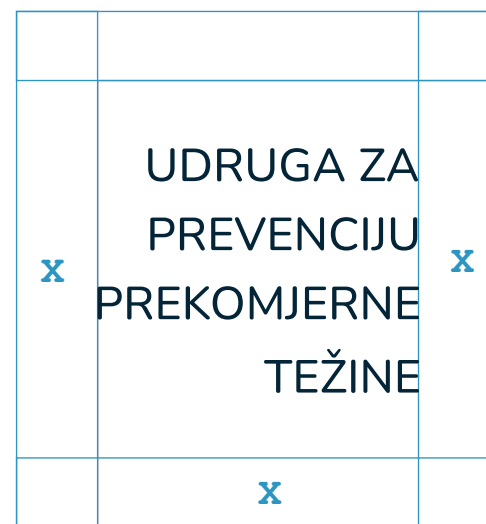 UDRUGA ZA
PREVENCIJU
x
x
PREKOMJERNE
TEŽINE
x